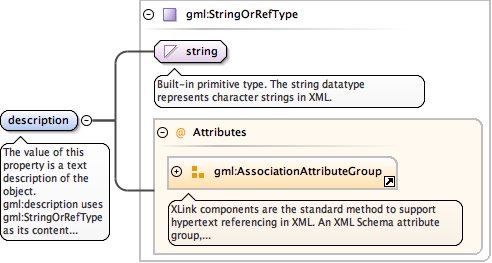 gml:StringOrRefType
string
Built-in primitive type. The string datatype
represents character strings in XML.
description
The value of this
property is a text
description of the
object.
gml:description uses
gml:StringOrRefType
as its content...
@ Attributes
gml:AssociationAttributeGroup
XLink components are the standard method to support
hypertext referencing in XML. An XML Schema attribute
group,...